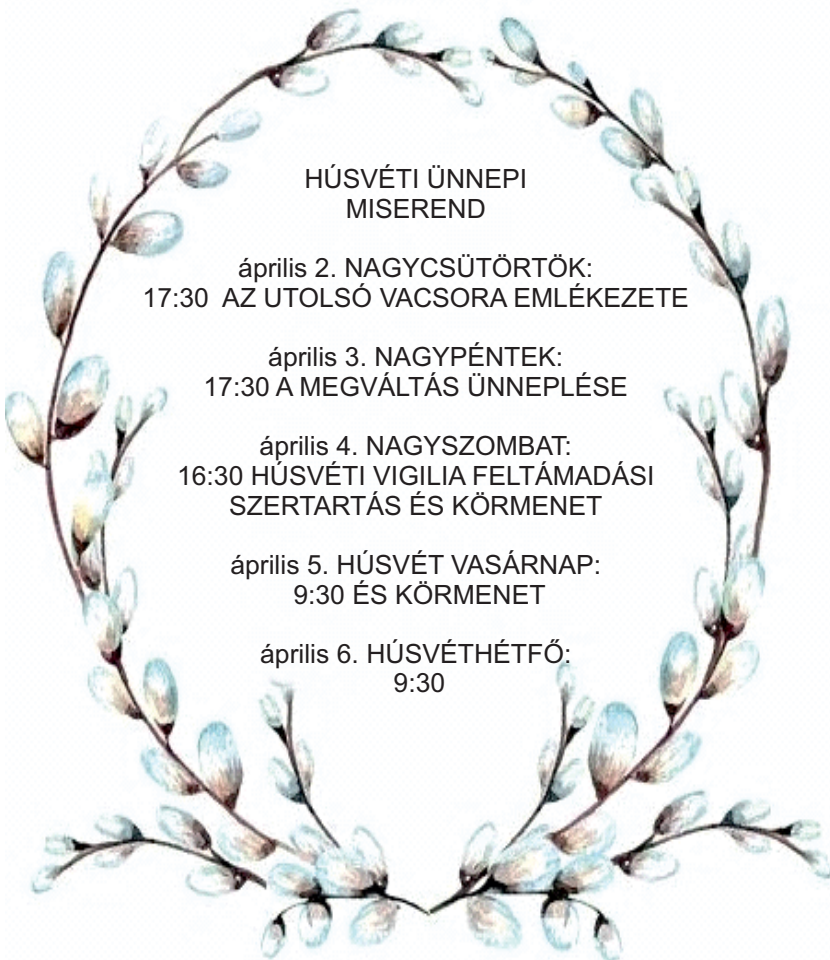 HÚSVÉTI ÜNNEPI
MISEREND
április 2. NAGYCSÜTÖRTÖK:
17:30 AZ UTOLSÓ VACSORA EMLÉKEZETE
április 3. NAGYPÉNTEK:
17:30 A MEGVÁLTÁS ÜNNEPLÉSE
április 4. NAGYSZOMBAT:
16:30 HÚSVÉTI VIGILIA FELTÁMADÁSI
SZERTARTÁS ÉS KÖRMENET
április 5. HÚSVÉT VASÁRNAP:
9:30 ÉS KÖRMENET
április 6. HÚSVÉTHÉTFŐ:
9:30